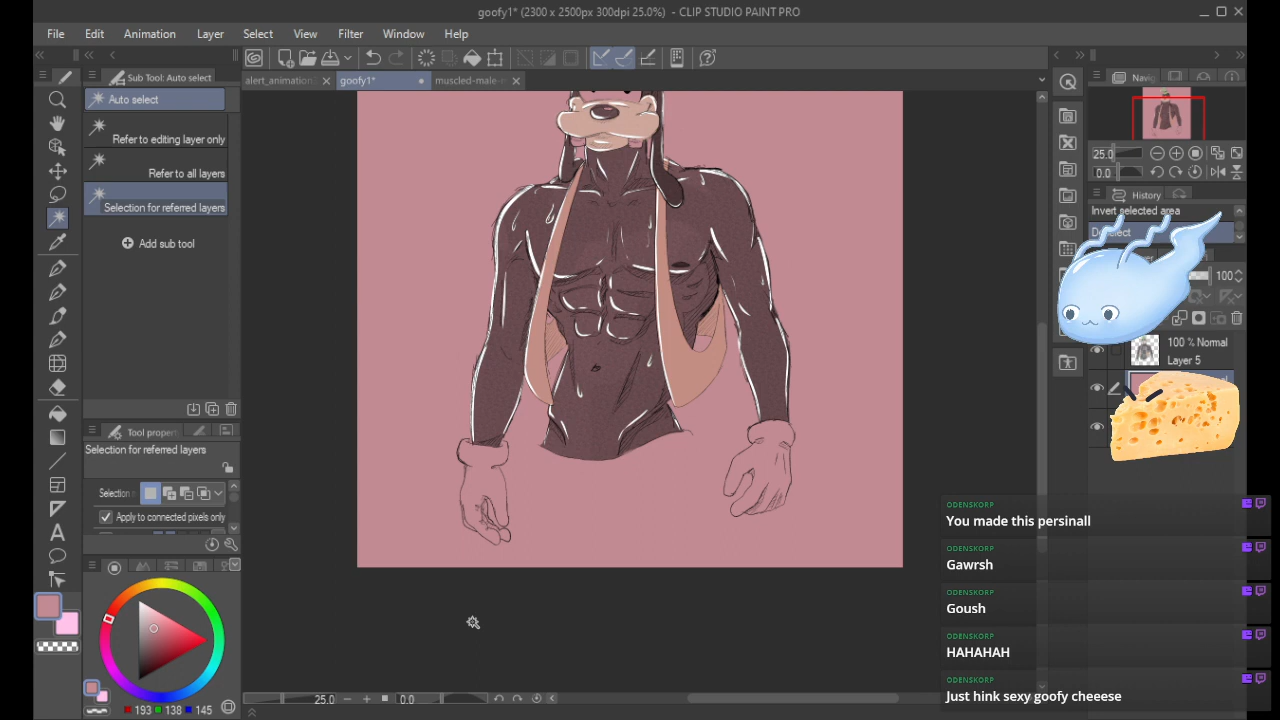 goofy1* (2300 x 2500px 300dpi 25.0%)  - CLIP STUDIO PAINT PRO
File Edit Animation Layer Select View Filter Window Help
Sub Tool: Auto select
alert_animation
goofy1*
muscled-male-
Navig
Auto select
Refer to editing layer only
Refer to all layers
Selection for referred layers
Add sub tool
25.0
0.0
History
Invert selected area
100
100 % Normal
Layer 5
Tool proper
Selection for referred layers
Apply to connected pixels only
193 138 145
25.0
0.0
ODENSKORP
You made this persinall
ODENSKORP
Gawrsh
ODENSKORP
Goush
ODENSKORP
HAHAHAH
ODENSKORP
Just hink sexy goofy cheeese